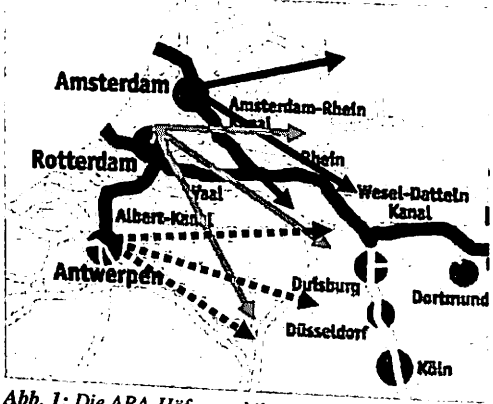 Amsterdam
Amsterdam-Rhein
Kanal
Rotterdam
Rhein
Waal
Wesel-Datteln
Kanal
Albert-Kanal
Antwerpen
Duisburg
Dortmund
Düsseldorf
Köln
Abb. 1: Die ARA-Häf